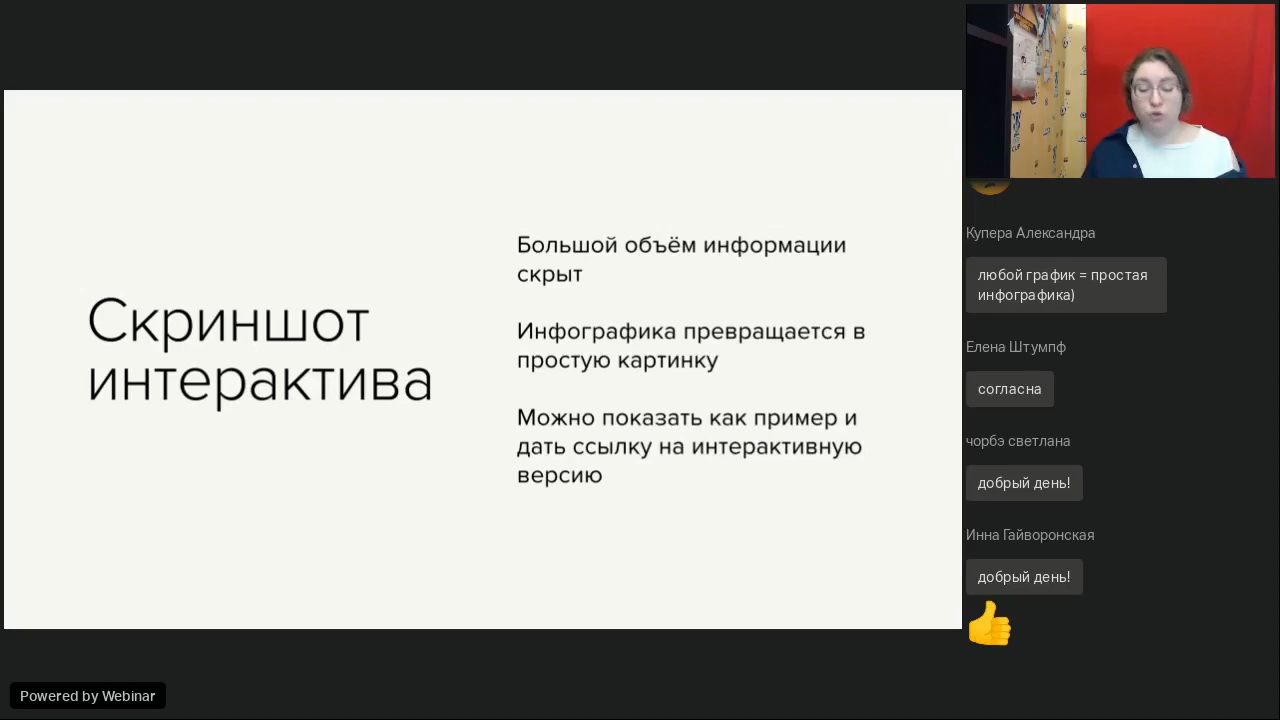 Скриншот
интерактива
Большой объём информации
скрыт
Инфографика превращается в
простую картинку
Можно показать как пример и
дать ссылку на интерактивную
версию
Купера Александра
любой график = простая
инфографика)
Елена Штумпф
согласна
чорбэ светлана
добрый день!
Инна Гайворонская
добрый день!
Powered by Webinar